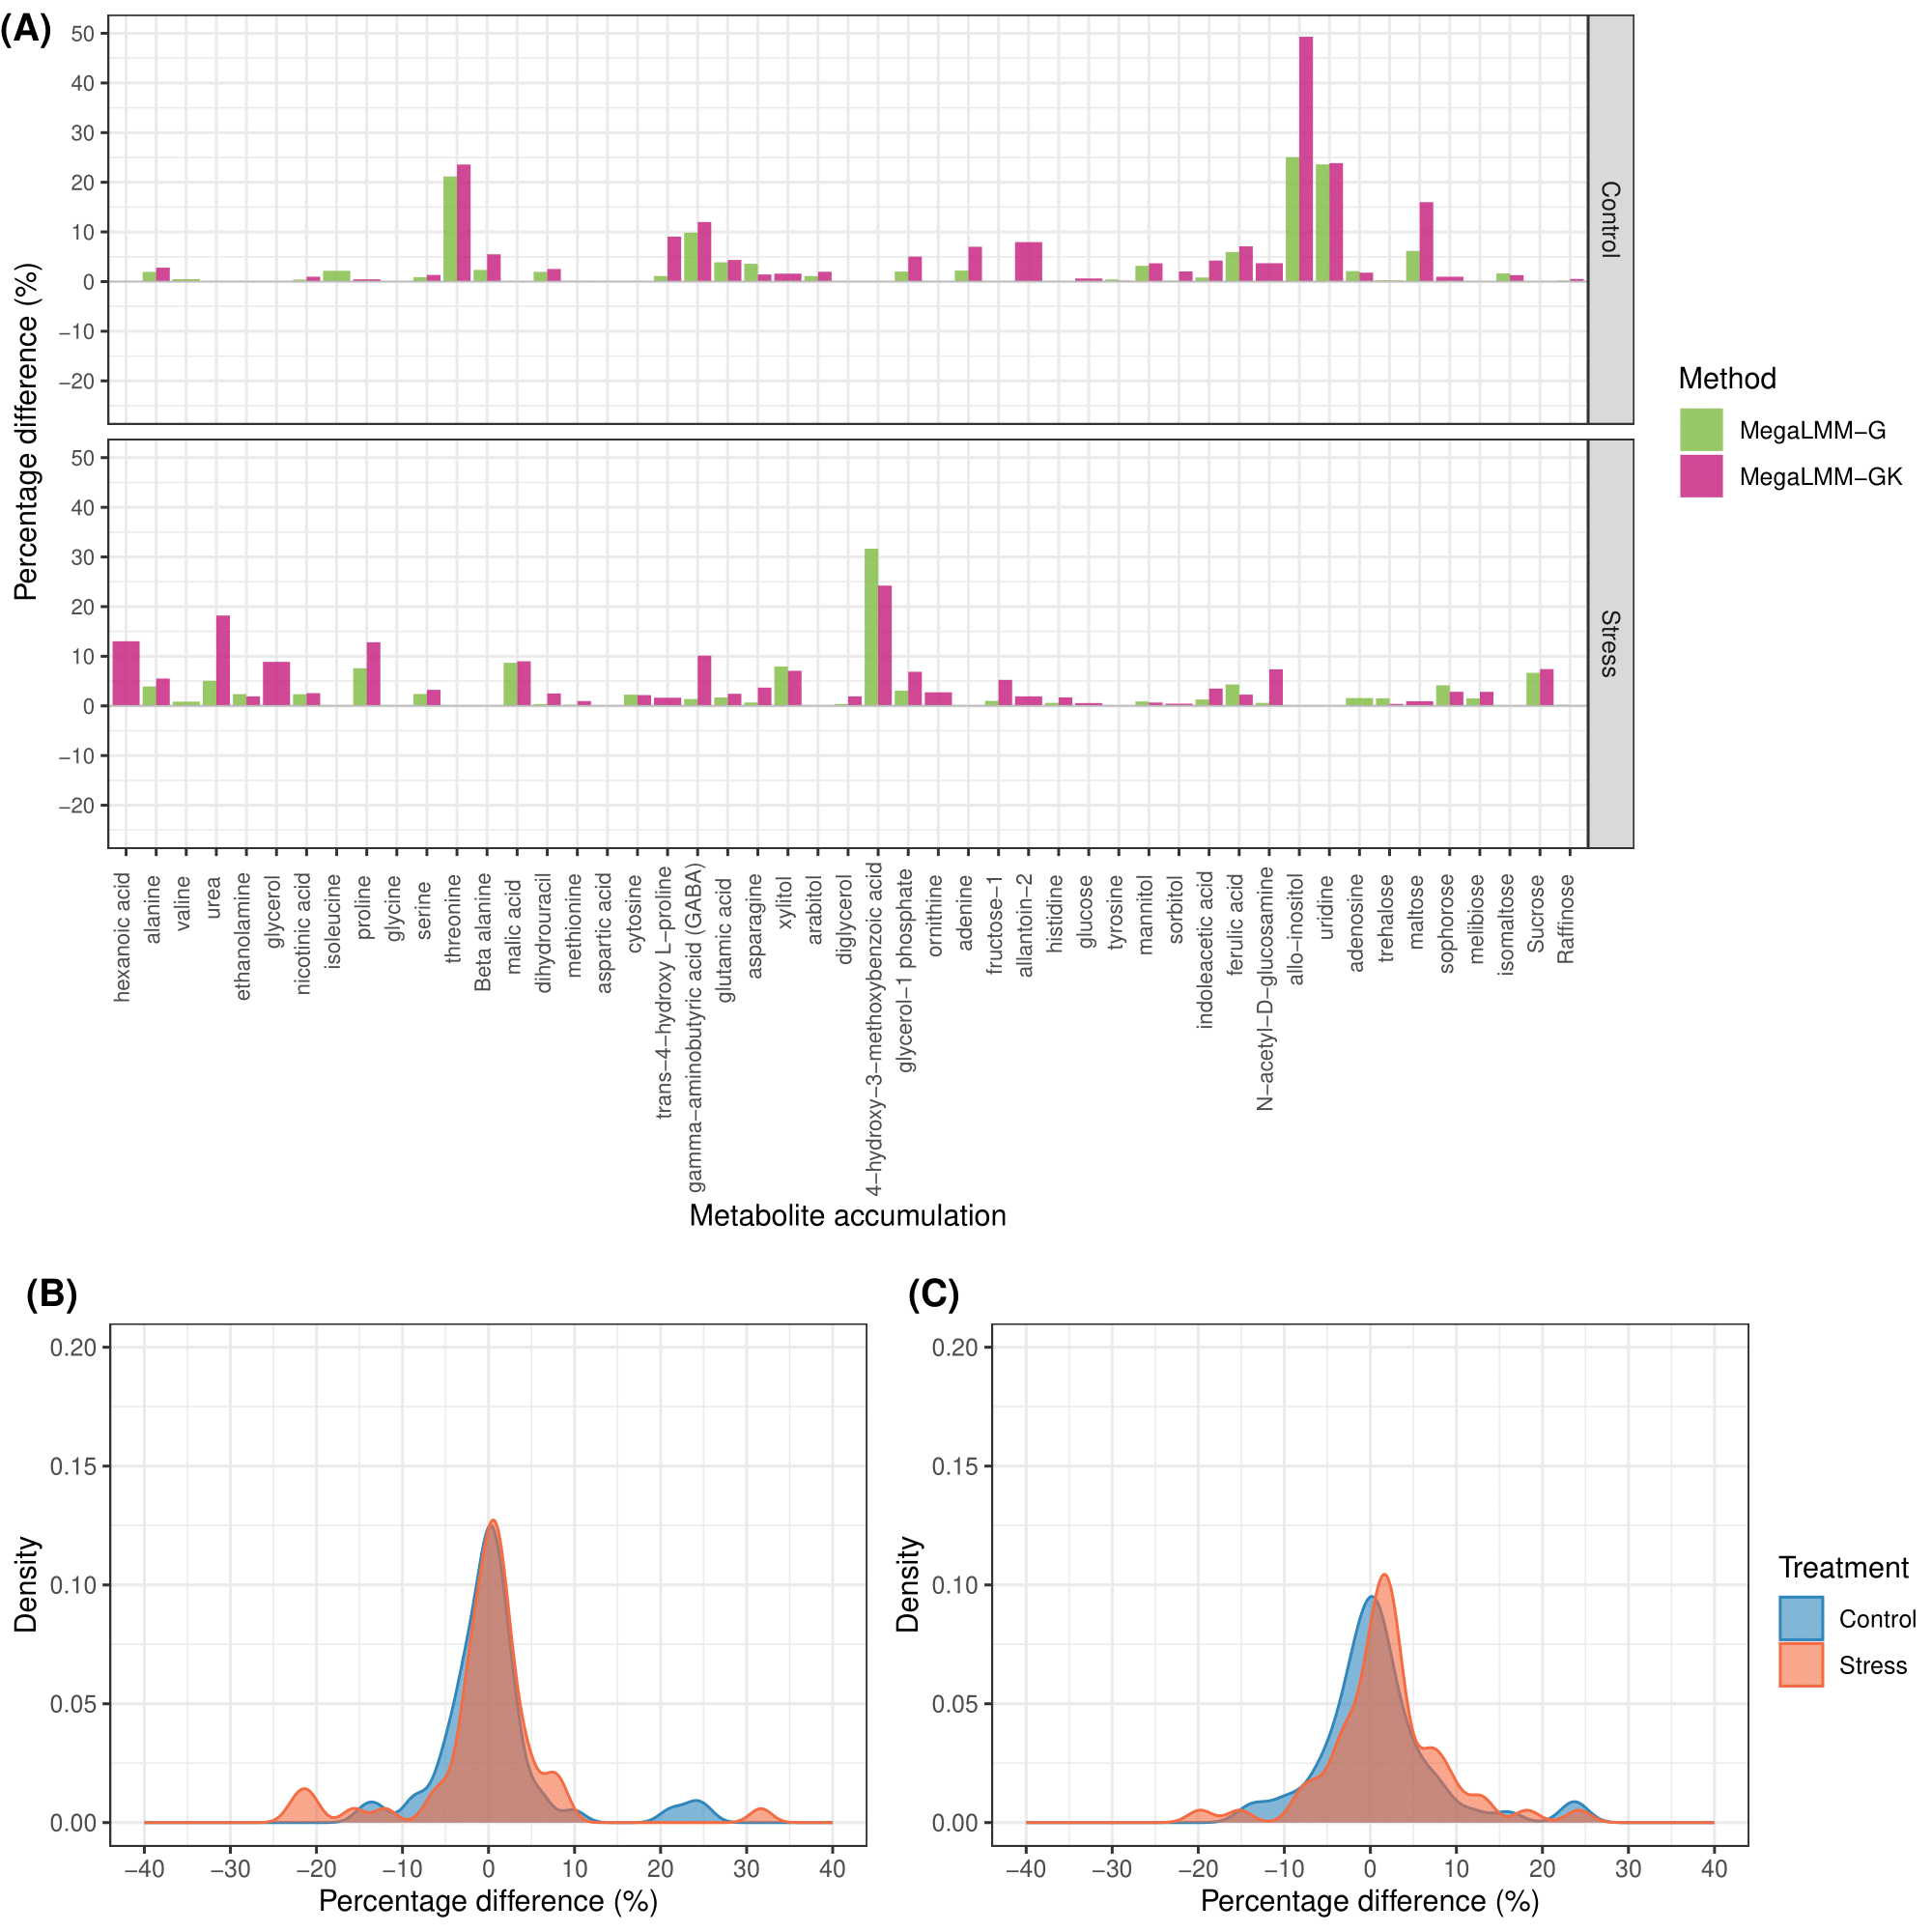 (A)
Percentage difference (%)
50
40
30
20
10
0
−10
−20
Control
50
40
30
20
10
0
−10
−20
Stress
hexanoic acid
alanine
valine
urea
ethanolamine
glycerol
nicotinic acid
isoleucine
proline
glycine
serine
threonine
Beta alanine
malic acid
dihydrouracil
methionine
aspartic acid
cytosine
trans−4−hydroxy L−proline
gamma−aminobutyric acid (GABA)
glutamic acid
asparagine
xylitol
arabitol
diglycerol
4−hydroxy−3−methoxybenzoic acid
glycerol−1 phosphate
ornithine
adenine
fructose−1
allantoin−2
histidine
glucose
tyrosine
mannitol
sorbitol
indoleacetic acid
ferulic acid
N−acetyl−D−glucosamine
allo−inositol
uridine
adenosine
trehalose
maltose
sophorose
melibiose
isomaltose
Sucrose
Raffinose
Metabolite accumulation
Method
MegaLMM−G
MegaLMM−GK
(B)
Density
0.20
0.15
0.10
0.05
0.00
−40 −30 −20 −10 0 10 20 30 40
Percentage difference (%)
(C)
Density
0.20
0.15
0.10
0.05
0.00
−40 −30 −20 −10 0 10 20 30 40
Percentage difference (%)
Treatment
Control
Stress